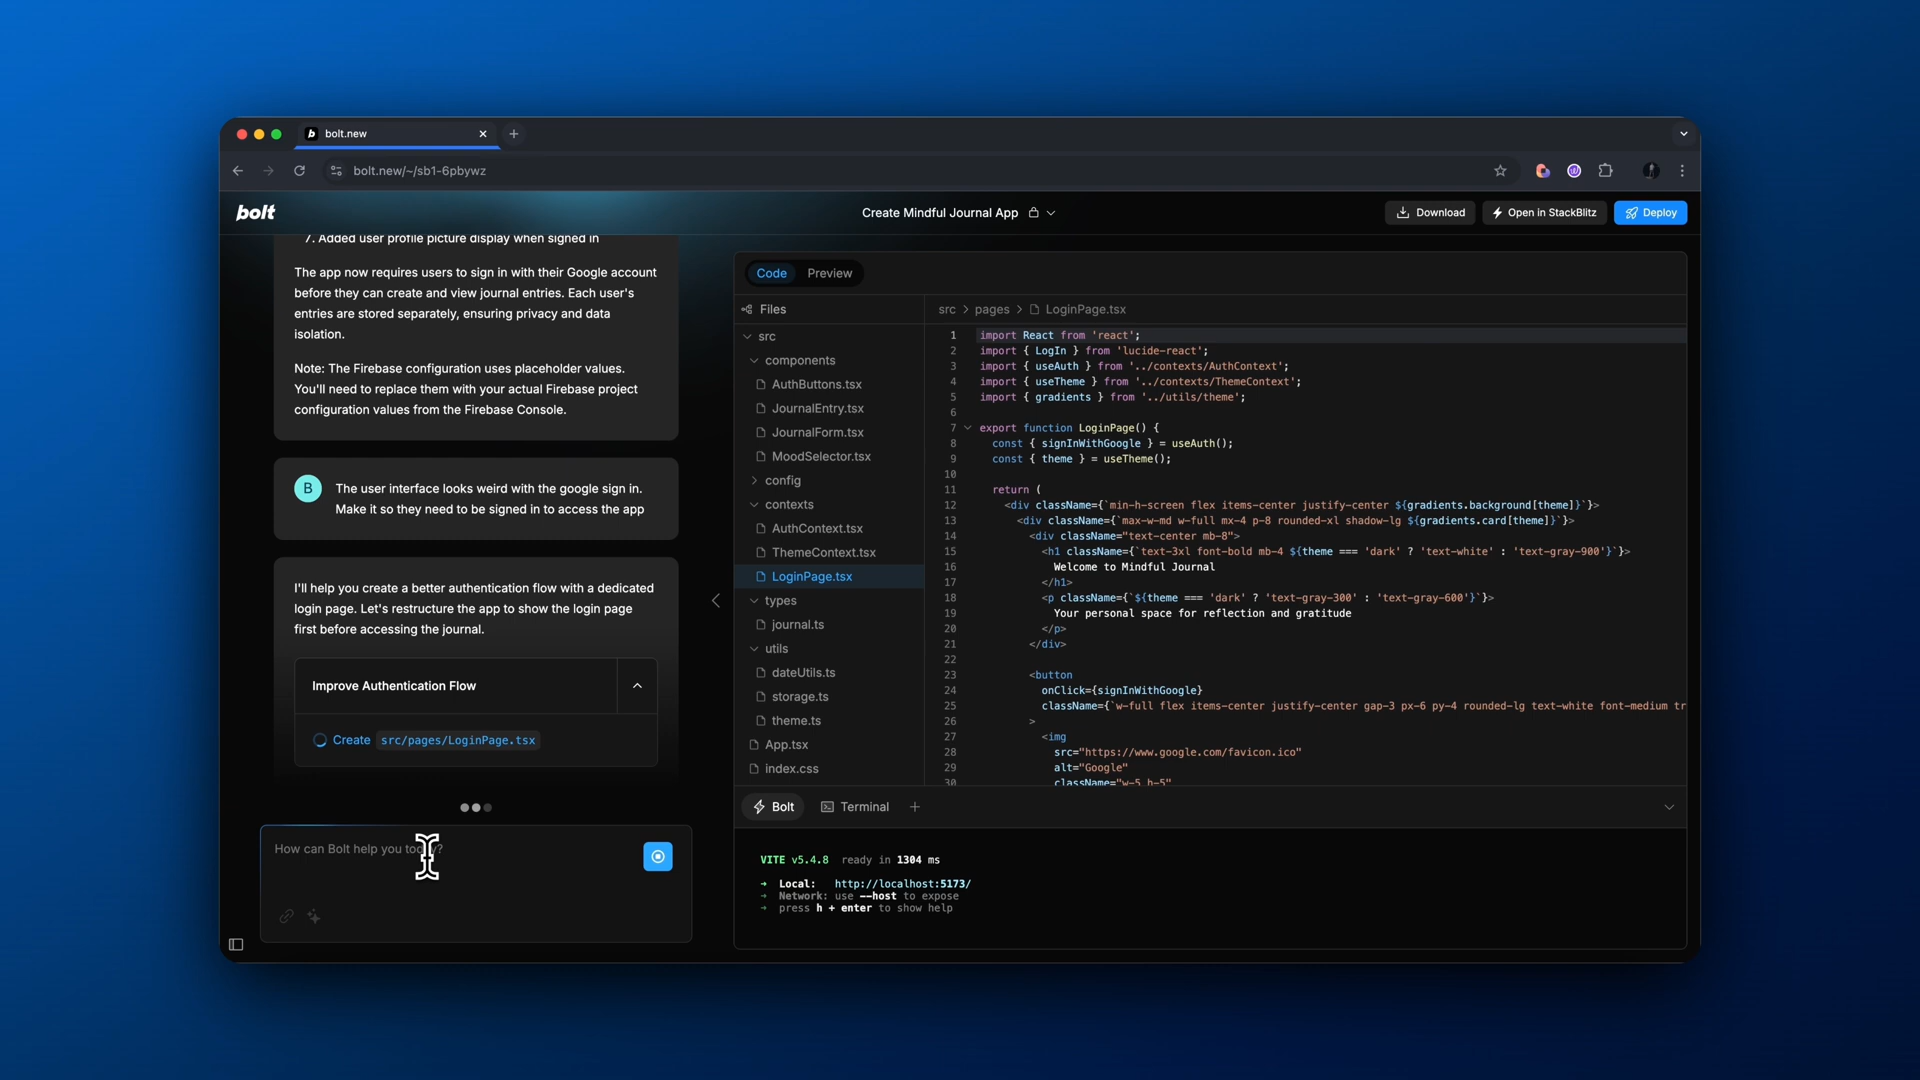 bolt.new
bolt.new/~/sb1-6pbywz
bolt
Create Mindful Journal App
Download
Open in StackBlitz
Deploy
7. Added user profile picture display when signed in
The app now requires users to sign in with their Google account
before they can create and view journal entries. Each user's
entries are stored separately, ensuring privacy and data
isolation.
Note: The Firebase configuration uses placeholder values.
You'll need to replace them with your actual Firebase project
configuration values from the Firebase Console.
B
The user interface looks weird with the google sign in.
Make it so they need to be signed in to access the app
I'll help you create a better authentication flow with a dedicated
login page. Let's restructure the app to show the login page
first before accessing the journal.
Improve Authentication Flow
Create src/pages/LoginPage.tsx
How can Bolt help you today?
Code
Preview
Files
src
components
AuthButtons.tsx
JournalEntry.tsx
JournalForm.tsx
MoodSelector.tsx
config
contexts
AuthContext.tsx
ThemeContext.tsx
LoginPage.tsx
types
journal.ts
utils
dateUtils.ts
storage.ts
theme.ts
App.tsx
index.css
src > pages > LoginPage.tsx
1 import React from 'react';
2 import { LogIn } from 'lucide-react';
3 import { useAuth } from '../contexts/AuthContext';
4 import { useTheme } from '../contexts/ThemeContext';
5 import { gradients } from '../utils/theme';
6
7 export function LoginPage() {
8 const { signInWithGoogle } = useAuth();
9 const { theme } = useTheme();
10
11 return (
12 <div className={`min-h-screen flex items-center justify-center ${gradients.background[theme]}`}>
13 <div className={`max-w-md w-full mx-4 p-8 rounded-xl shadow-lg ${gradients.card[theme]}`}>
14 <div className="text-center mb-8">
15 <h1 className={`text-3xl font-bold mb-4 ${theme === 'dark' ? 'text-white' : 'text-gray-900'}`}>
16 Welcome to Mindful Journal
17 </h1>
18 <p className={`${theme === 'dark' ? 'text-gray-300' : 'text-gray-600'}`}>
19 Your personal space for reflection and gratitude
20 </p>
21 </div>
22
23 <button
24 onClick={signInWithGoogle}
25 className={`w-full flex items-center justify-center gap-3 px-6 py-4 rounded-lg text-white font-medium tr
26 >
27 <img
28 src="https://www.google.com/favicon.ico"
29 alt="Google"
30 className="w-5 h-5"
Bolt
Terminal
VITE v5.4.8 ready in 1304 ms
➜ Local: http://localhost:5173/
➜ Network: use --host to expose
➜ press h + enter to show help